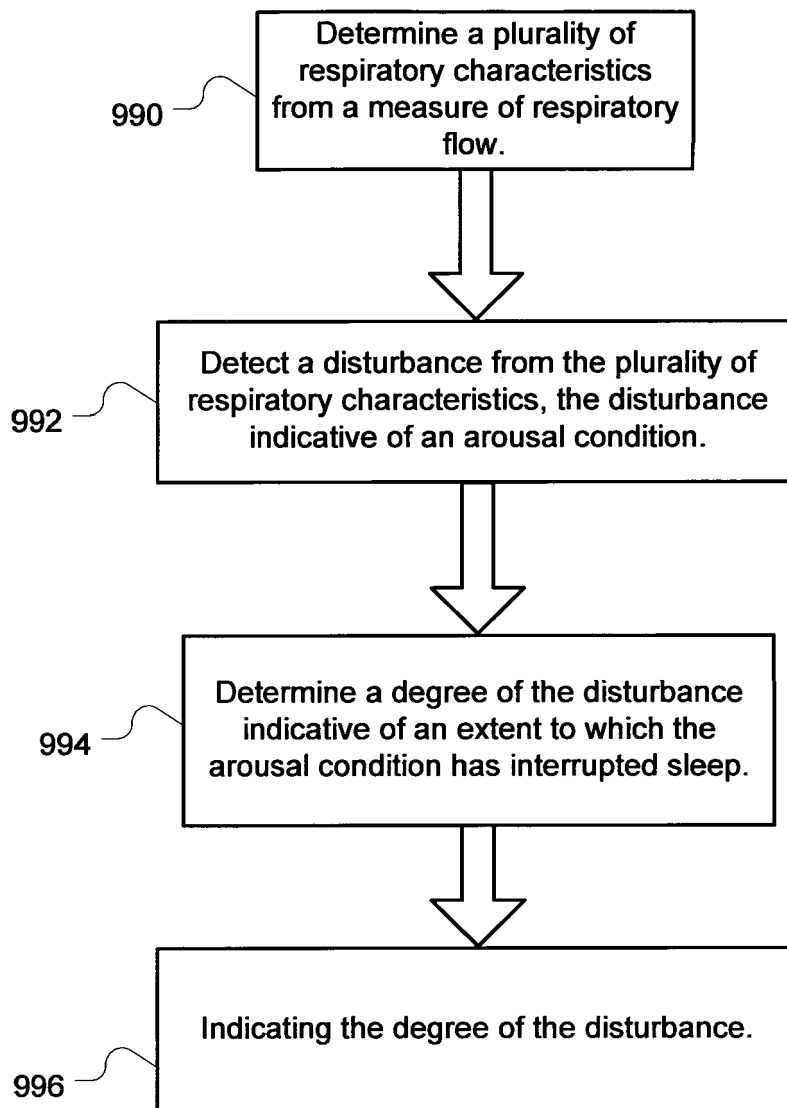 Determine a plurality of
respiratory characteristics
from a measure of respiratory
flow.
990
Detect a disturbance from the plurality of
respiratory characteristics, the disturbance
indicative of an arousal condition.
992
Determine a degree of the disturbance
indicative of an extent to which the
arousal condition has interrupted sleep.
994
Indicating the degree of the disturbance.
996